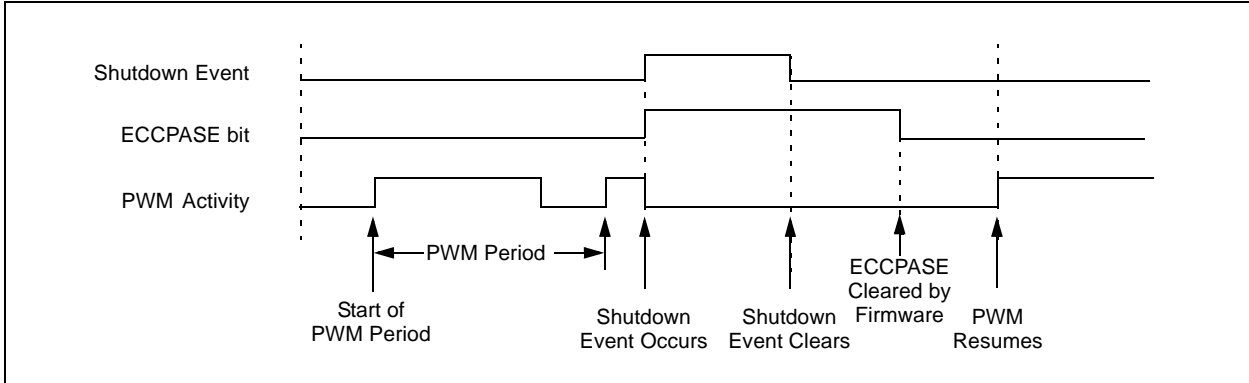 Shutdown Event
ECCPASE bit
PWM Activity
PWM Period
Start of
PWM Period
Shutdown
Event Occurs
Shutdown
Event Clears
ECCPASE
Cleared by
Firmware
PWM
Resumes